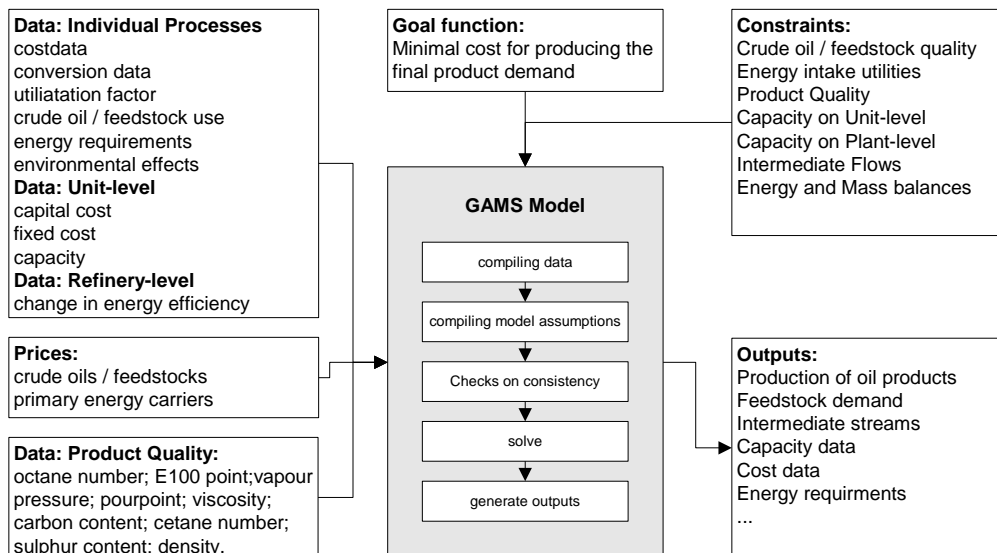 Data: Individual Processes
costdata
conversion data
utiliatation factor
crude oil / feedstock use
energy requirements
environmental effects
Data: Unit-level
capital cost
fixed cost
capacity
Data: Refinery-level
change in energy efficiency
Prices:
crude oils / feedstocks
primary energy carriers
Data: Product Quality:
octane number; E100 point;vapour
pressure; pourpoint; viscosity;
carbon content; cetane number;
sulphur content; density.
Goal function:
Minimal cost for producing the
final product demand
GAMS Model
compiling data
compiling model assumptions
Checks on consistency
solve
generate outputs
Constraints:
Crude oil / feedstock quality
Energy intake utilities
Product Quality
Capacity on Unit-level
Capacity on Plant-level
Intermediate Flows
Energy and Mass balances
Outputs:
Production of oil products
Feedstock demand
Intermediate streams
Capacity data
Cost data
Energy requirments
...